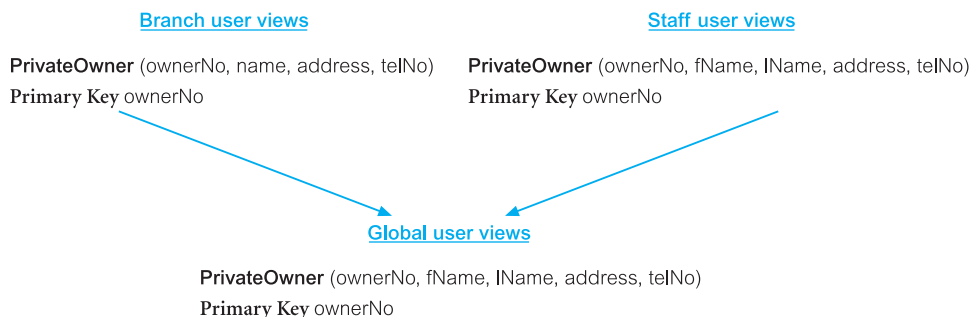 Branch user views
PrivateOwner (ownerNo, name, address, telNo)
Primary Key ownerNo
Staff user views
PrivateOwner (ownerNo, fName, lName, address, telNo)
Primary Key ownerNo
Global user views
PrivateOwner (ownerNo, fName, lName, address, telNo)
Primary Key ownerNo